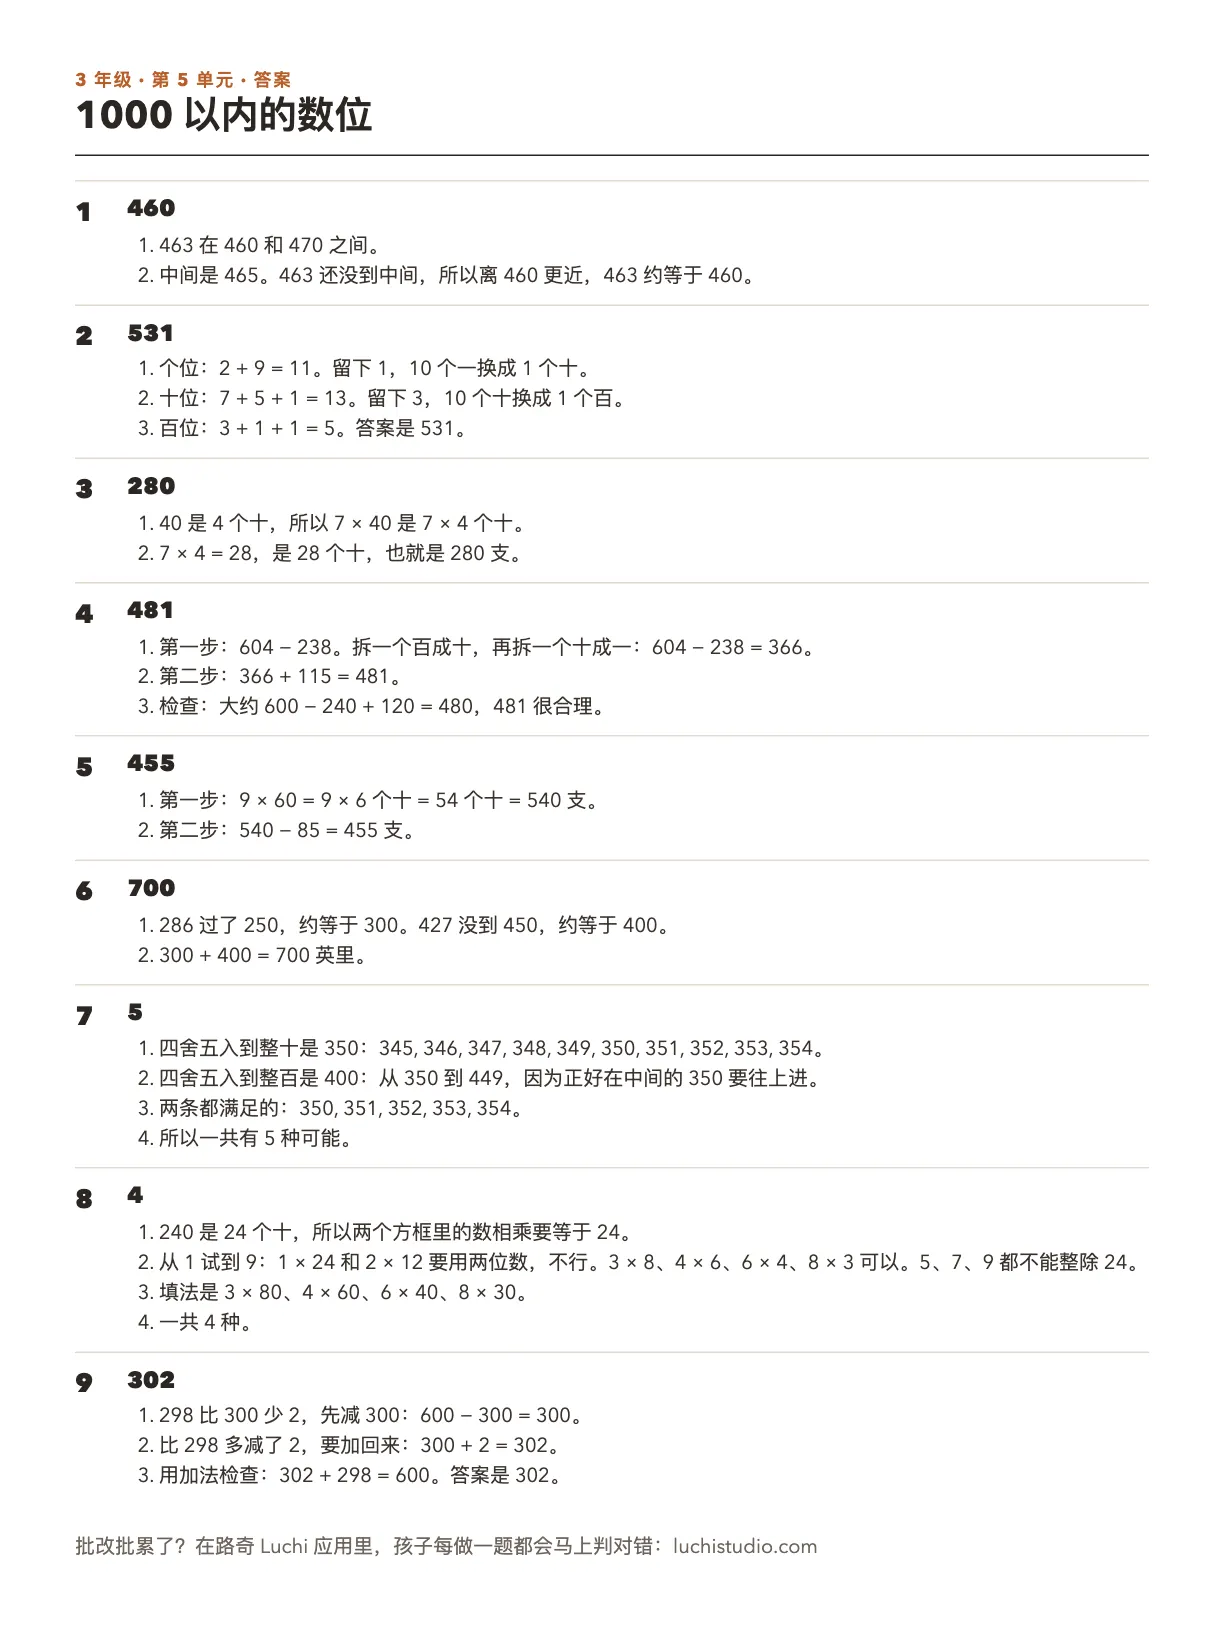 3 年级 · 第 5 单元 · 答案
1000 以内的数位
1 460
1. 463 在 460 和 470 之间。
2. 中间是 465。463 还没到中间，所以离 460 更近，463 约等于 460。
2 531
1. 个位：2 + 9 = 11。留下 1，10 个一换成 1 个十。
2. 十位：7 + 5 + 1 = 13。留下 3，10 个十换成 1 个百。
3. 百位：3 + 1 + 1 = 5。答案是 531。
3 280
1. 40 是 4 个十，所以 7 × 40 是 7 × 4 个十。
2. 7 × 4 = 28，是 28 个十，也就是 280 支。
4 481
1. 第一步：604 − 238。拆一个百成十，再拆一个十成一：604 − 238 = 366。
2. 第二步：366 + 115 = 481。
3. 检查：大约 600 − 240 + 120 = 480，481 很合理。
5 455
1. 第一步：9 × 60 = 9 × 6 个十 = 54 个十 = 540 支。
2. 第二步：540 − 85 = 455 支。
6 700
1. 286 过了 250，约等于 300。427 没到 450，约等于 400。
2. 300 + 400 = 700 英里。
7 5
1. 四舍五入到整十是 350：345, 346, 347, 348, 349, 350, 351, 352, 353, 354。
2. 四舍五入到整百是 400：从 350 到 449，因为正好在中间的 350 要往上进。
3. 两条都满足的：350, 351, 352, 353, 354。
4. 所以一共有 5 种可能。
8 4
1. 240 是 24 个十，所以两个方框里的数相乘要等于 24。
2. 从 1 试到 9：1 × 24 和 2 × 12 要用两位数，不行。3 × 8、4 × 6、6 × 4、8 × 3 可以。5、7、9 都不能整除 24。
3. 填法是 3 × 80、4 × 60、6 × 40、8 × 30。
4. 一共 4 种。
9 302
1. 298 比 300 少 2，先减 300：600 − 300 = 300。
2. 比 298 多减了 2，要加回来：300 + 2 = 302。
3. 用加法检查：302 + 298 = 600。答案是 302。
批改批累了？在路奇 Luchi 应用里，孩子每做一题都会马上判对错：luchistudio.com